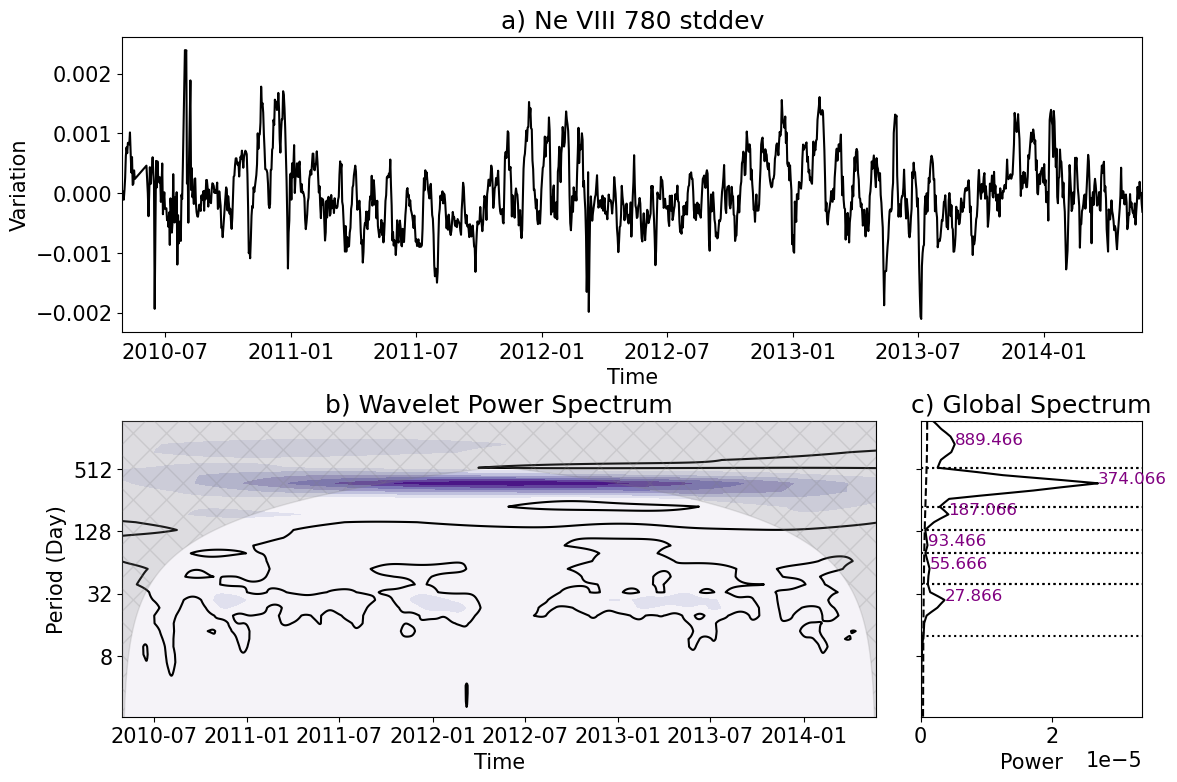 a) Ne VIII 780 stddev
Variation
0.002
0.001
0.000
−0.001
−0.002
2010-07 2011-01 2011-07 2012-01 2012-07 2013-01 2013-07 2014-01
Time
b) Wavelet Power Spectrum
Period (Day)
512
128
32
8
2010-07 2011-01 2011-07 2012-01 2012-07 2013-01 2013-07 2014-01
Time
c) Global Spectrum
889.466
374.066
187.066
93.466
55.666
27.866
0 2
Power 1e−5